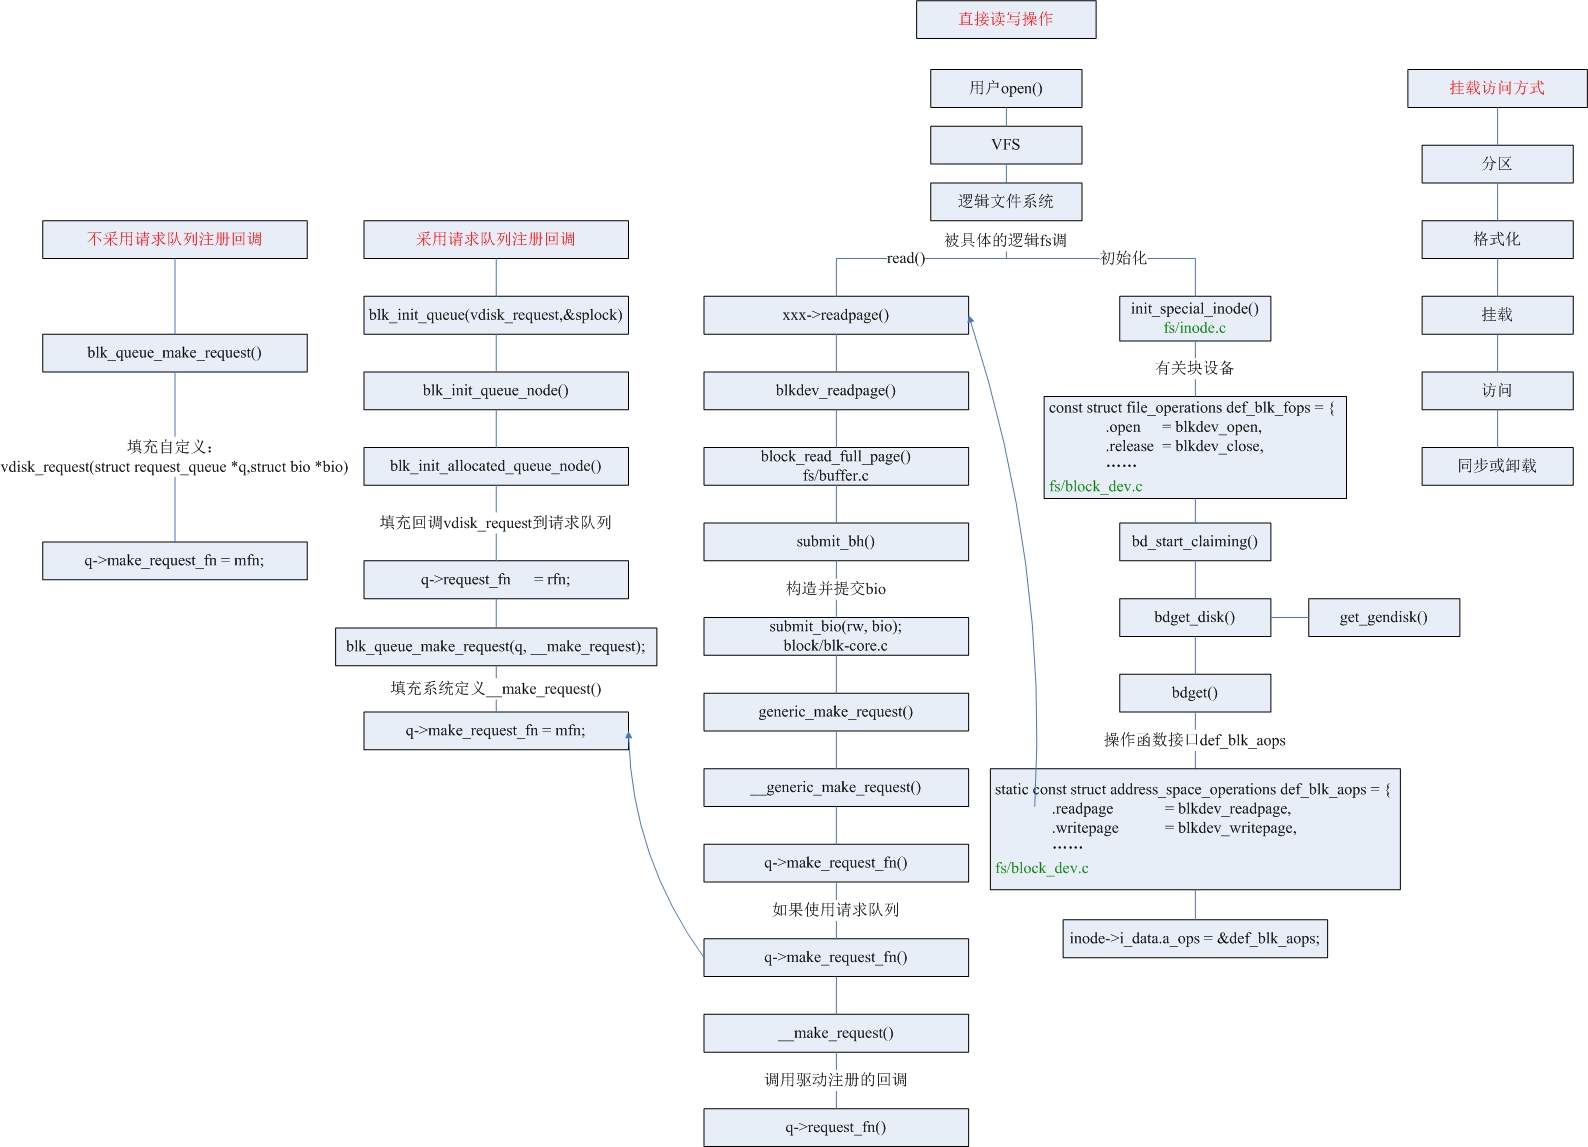 直接读写操作
用户open()
VFS
逻辑文件系统
被具体的逻辑fs调
read()
初始化
不采用请求队列注册回调
blk_queue_make_request()
填充自定义：
vdisk_request(struct request_queue *q,struct bio *bio)
q->make_request_fn = mfn;
采用请求队列注册回调
blk_init_queue(vdisk_request,&splock)
blk_init_queue_node()
blk_init_allocated_queue_node()
填充回调vdisk_request到请求队列
q->request_fn = rfn;
blk_queue_make_request(q, __make_request);
填充系统定义__make_request()
q->make_request_fn = mfn;
xxx->readpage()
blkdev_readpage()
block_read_full_page()
fs/buffer.c
submit_bh()
构造并提交bio
submit_bio(rw, bio);
block/blk-core.c
generic_make_request()
__generic_make_request()
q->make_request_fn()
如果使用请求队列
q->make_request_fn()
__make_request()
调用驱动注册的回调
q->request_fn()
init_special_inode()
fs/inode.c
有关块设备
const struct file_operations def_blk_fops = {
.open = blkdev_open,
.release = blkdev_close,
……
fs/block_dev.c
bd_start_claiming()
bdget_disk()
get_gendisk()
bdget()
操作函数接口def_blk_aops
static const struct address_space_operations def_blk_aops = {
.readpage = blkdev_readpage,
.writepage = blkdev_writepage,
……
fs/block_dev.c
inode->i_data.a_ops = &def_blk_aops;
挂载访问方式
分区
格式化
挂载
访问
同步或卸载